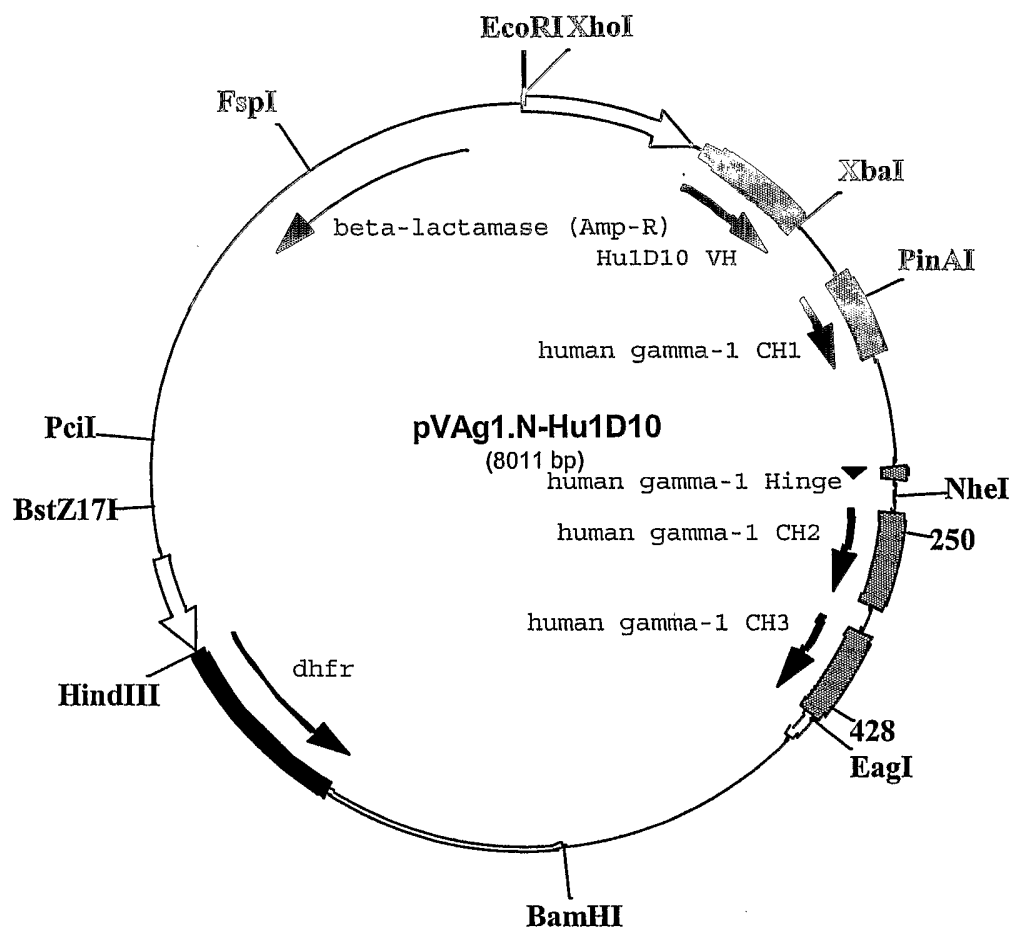 EcoRI XhoI
FspI
XbaI
beta-lactamase (Amp-R)
Hu1D10 VH
PinAI
human gamma-1 CH1
PciI
pVAg1.N-Hu1D10
(8011 bp)
human gamma-1 Hinge
NheI
BstZ17I
human gamma-1 CH2
250
human gamma-1 CH3
dhfr
HindIII
428
EagI
BamHI